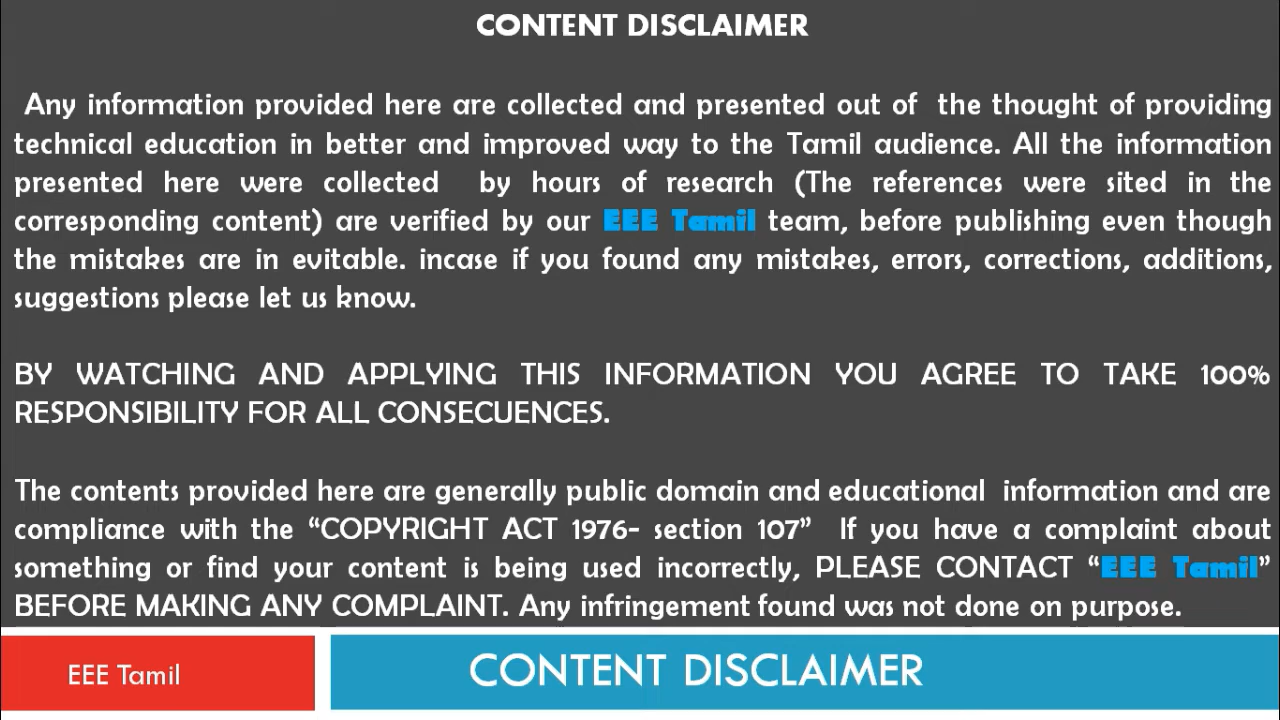 CONTENT DISCLAIMER
Any information provided here are collected and presented out of the thought of providing
technical education in better and improved way to the Tamil audience. All the information
presented here were collected by hours of research (The references were sited in the
corresponding content) are verified by our EEE Tamil team, before publishing even though
the mistakes are in evitable. incase if you found any mistakes, errors, corrections, additions,
suggestions please let us know.
BY WATCHING AND APPLYING THIS INFORMATION YOU AGREE TO TAKE 100%
RESPONSIBILITY FOR ALL CONSECUENCES.
The contents provided here are generally public domain and educational information and are
compliance with the “COPYRIGHT ACT 1976- section 107” If you have a complaint about
something or find your content is being used incorrectly, PLEASE CONTACT “EEE Tamil”
BEFORE MAKING ANY COMPLAINT. Any infringement found was not done on purpose.
EEE Tamil
CONTENT DISCLAIMER